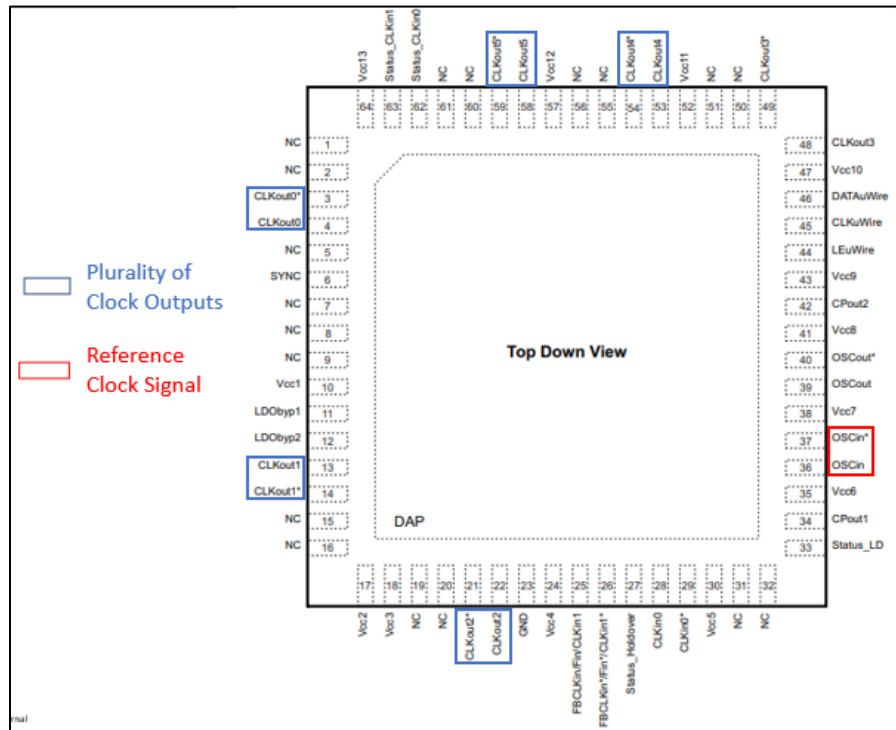 Vcc13
Status_CLKin1
Status_CLKin0
NC
NC
CLKout5*
CLKout5
Vcc12
NC
NC
CLKout4*
CLKout4
Vcc11
NC
NC
CLKout3*
64
63
62
61
60
59
58
57
56
55
54
53
52
51
50
49
NC 1
NC 2
CLKout0* 3
CLKout0 4
NC 5
SYNC 6
NC 7
NC 8
NC 9
Vcc1 10
LDObyp1 11
LDObyp2 12
CLKout1 13
CLKout1* 14
NC 15
NC 16
Plurality of
Clock Outputs
Reference
Clock Signal
Top Down View
DAP
48 CLKout3
47 Vcc10
46 DATAuWire
45 CLKuWire
44 LEuWire
43 Vcc9
42 CPout2
41 Vcc8
40 OSCout*
39 OSCout
38 Vcc7
37 OSCin*
36 OSCin
35 Vcc6
34 CPout1
33 Status_LD
17
18
19
20
21
22
23
24
25
26
27
28
29
30
31
32
Vcc2
Vcc3
NC
NC
CLKout2*
CLKout2
GND
Vcc4
FBCLKin/Fin/CLKin1
FBCLKin*/Fin*/CLKin1*
Status_Holdover
CLKin0
CLKin0*
Vcc5
NC
NC
rnal